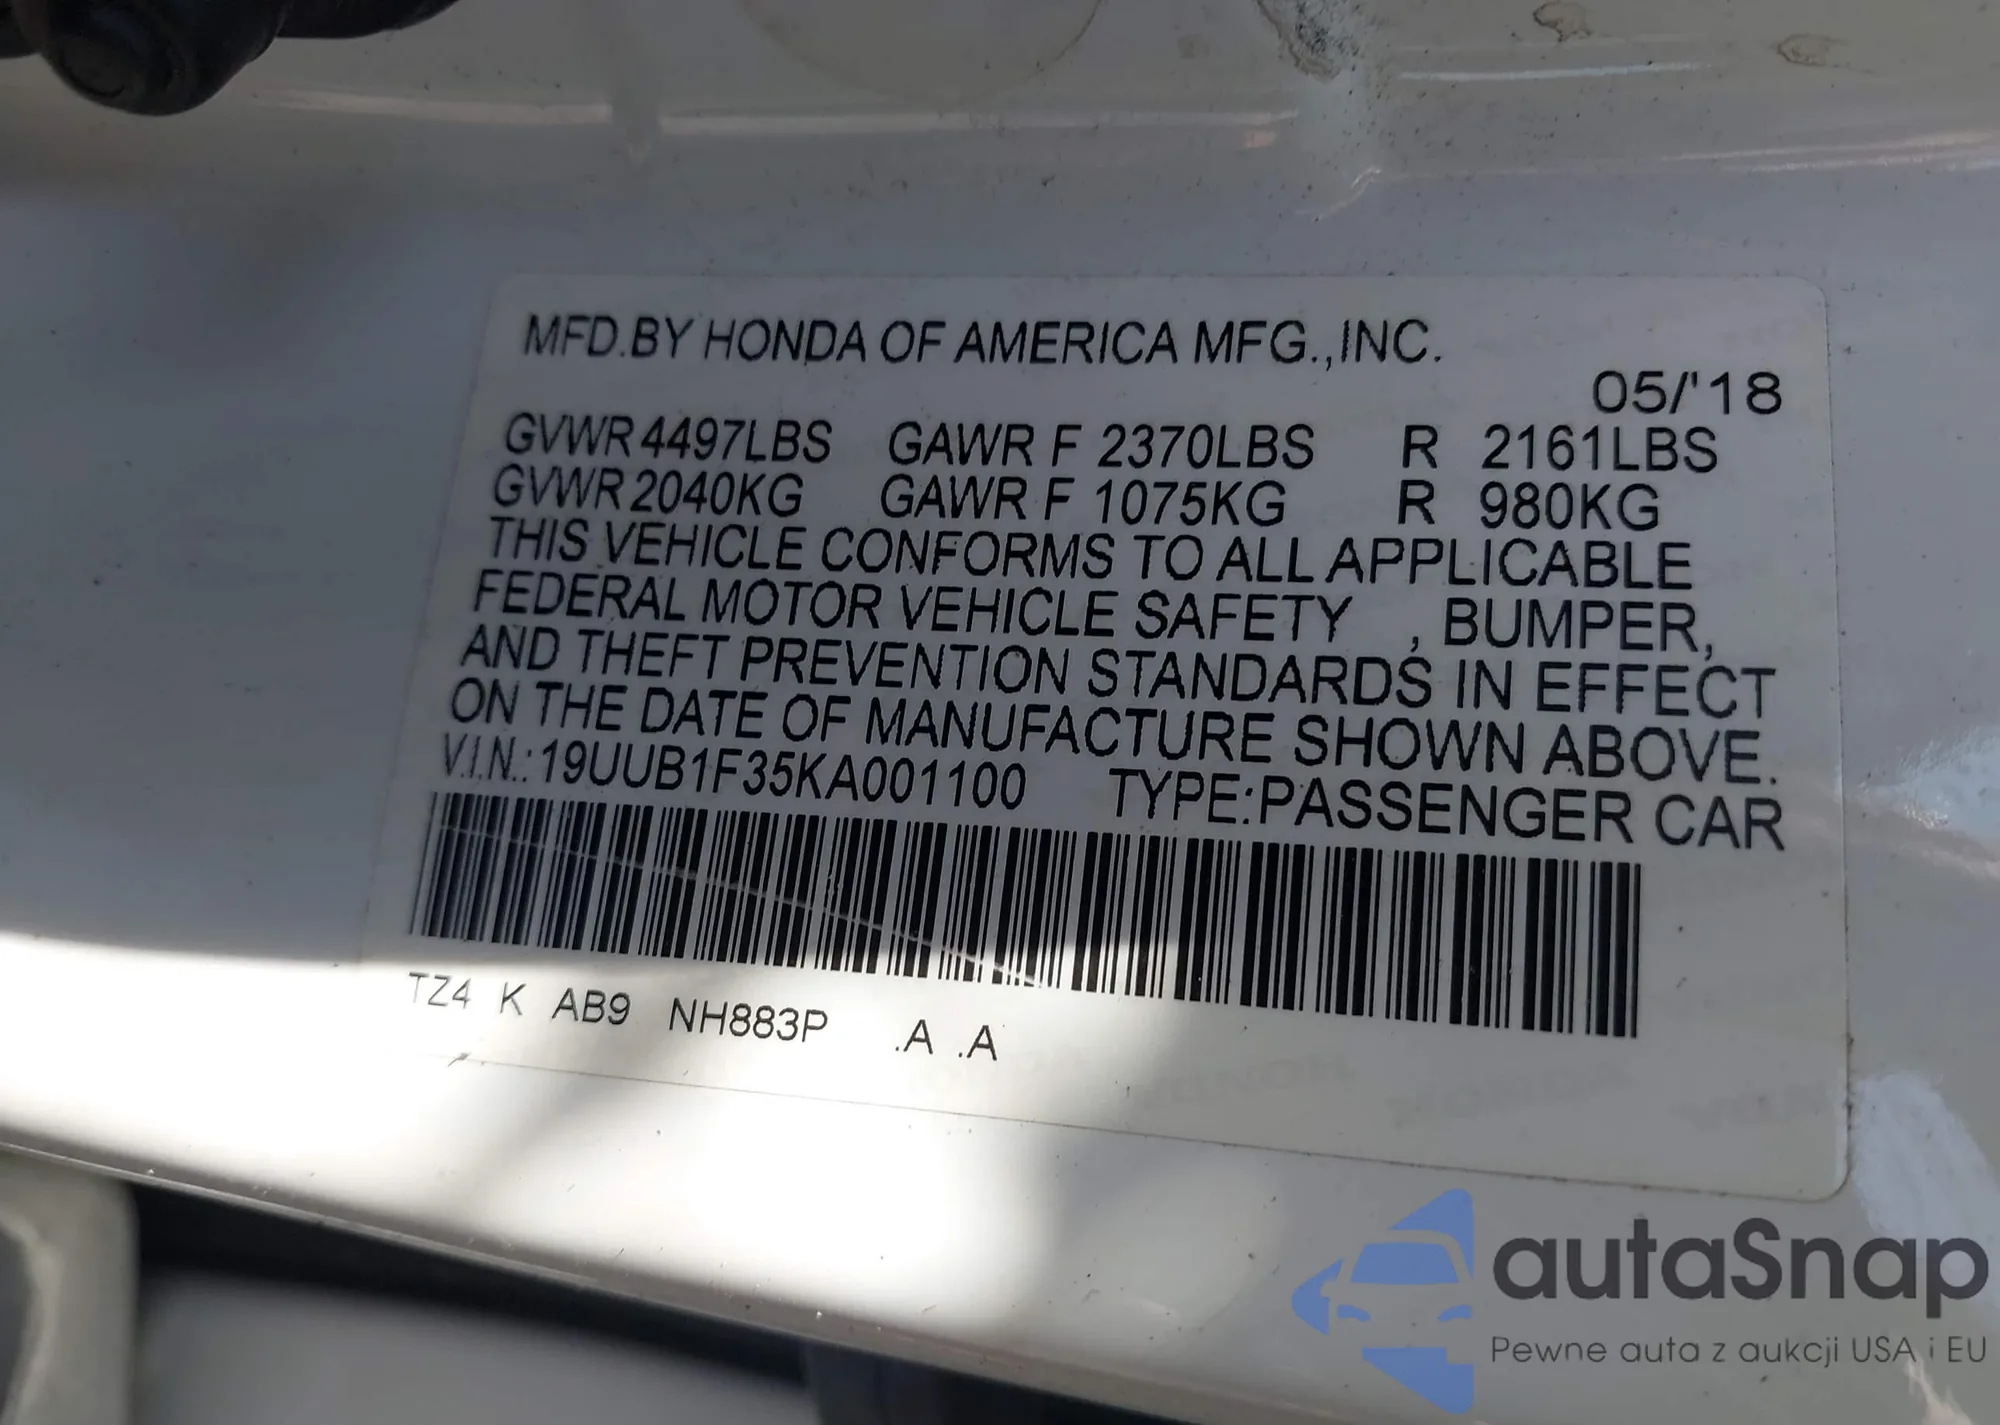 MFD.BY HONDA OF AMERICA MFG.,INC.
05/'18
GVWR 4497LBS GAWR F 2370LBS R 2161LBS
GVWR 2040KG GAWR F 1075KG R 980KG
THIS VEHICLE CONFORMS TO ALL APPLICABLE
FEDERAL MOTOR VEHICLE SAFETY , BUMPER,
AND THEFT PREVENTION STANDARDS IN EFFECT
ON THE DATE OF MANUFACTURE SHOWN ABOVE.
V.I.N.: 19UUB1F35KA001100 TYPE:PASSENGER CAR
TZ4 K AB9 NH883P .A .A
autaSnap
Pewne auta z aukcji USA i EU